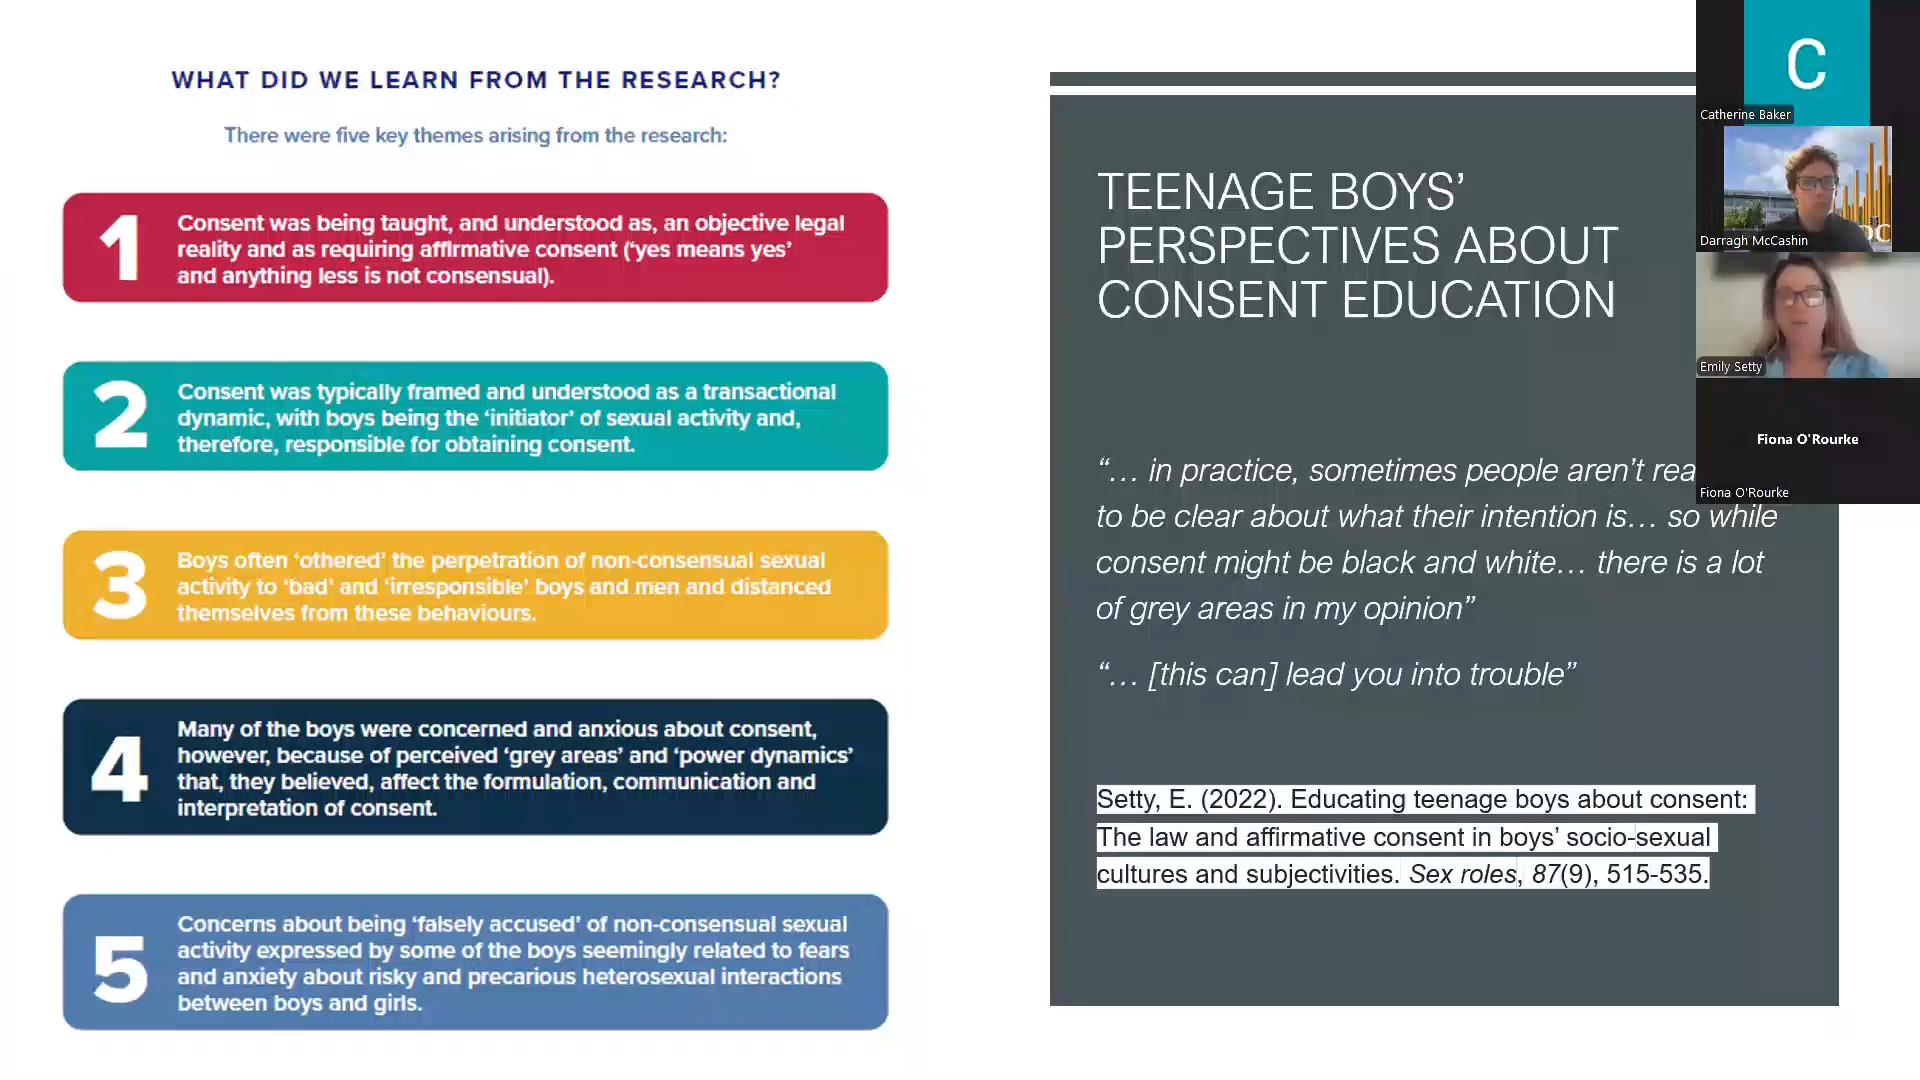 WHAT DID WE LEARN FROM THE RESEARCH?
There were five key themes arising from the research:
1
Consent was being taught, and understood as, an objective legal
reality and as requiring affirmative consent (‘yes means yes’
and anything less is not consensual).
2
Consent was typically framed and understood as a transactional
dynamic, with boys being the ‘initiator’ of sexual activity and,
therefore, responsible for obtaining consent.
3
Boys often ‘othered’ the perpetration of non-consensual sexual
activity to ‘bad’ and ‘irresponsible’ boys and men and distanced
themselves from these behaviours.
4
Many of the boys were concerned and anxious about consent,
however, because of perceived ‘grey areas’ and ‘power dynamics’
that, they believed, affect the formulation, communication and
interpretation of consent.
5
Concerns about being ‘falsely accused’ of non-consensual sexual
activity expressed by some of the boys seemingly related to fears
and anxiety about risky and precarious heterosexual interactions
between boys and girls.
TEENAGE BOYS’
PERSPECTIVES ABOUT
CONSENT EDUCATION
“… in practice, sometimes people aren’t rea
to be clear about what their intention is… so while
consent might be black and white… there is a lot
of grey areas in my opinion”
“… [this can] lead you into trouble”
Setty, E. (2022). Educating teenage boys about consent:
The law and affirmative consent in boys’ socio-sexual
cultures and subjectivities. Sex roles, 87(9), 515-535.
C
Catherine Baker
Darragh McCashin
Emily Setty
Fiona O'Rourke
Fiona O'Rourke